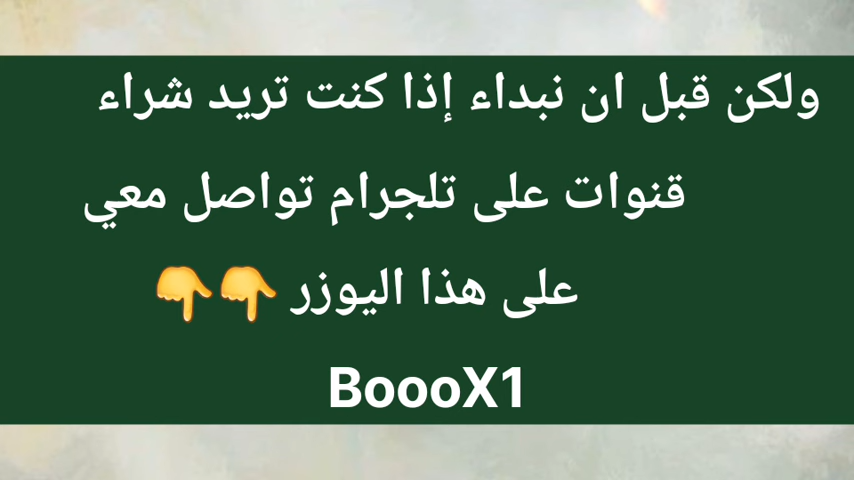 ولكن قبل ان نبداء إذا كنت تريد شراء
قنوات على تلجرام تواصل معي
على هذا اليوزر 👇👇
BoooX1